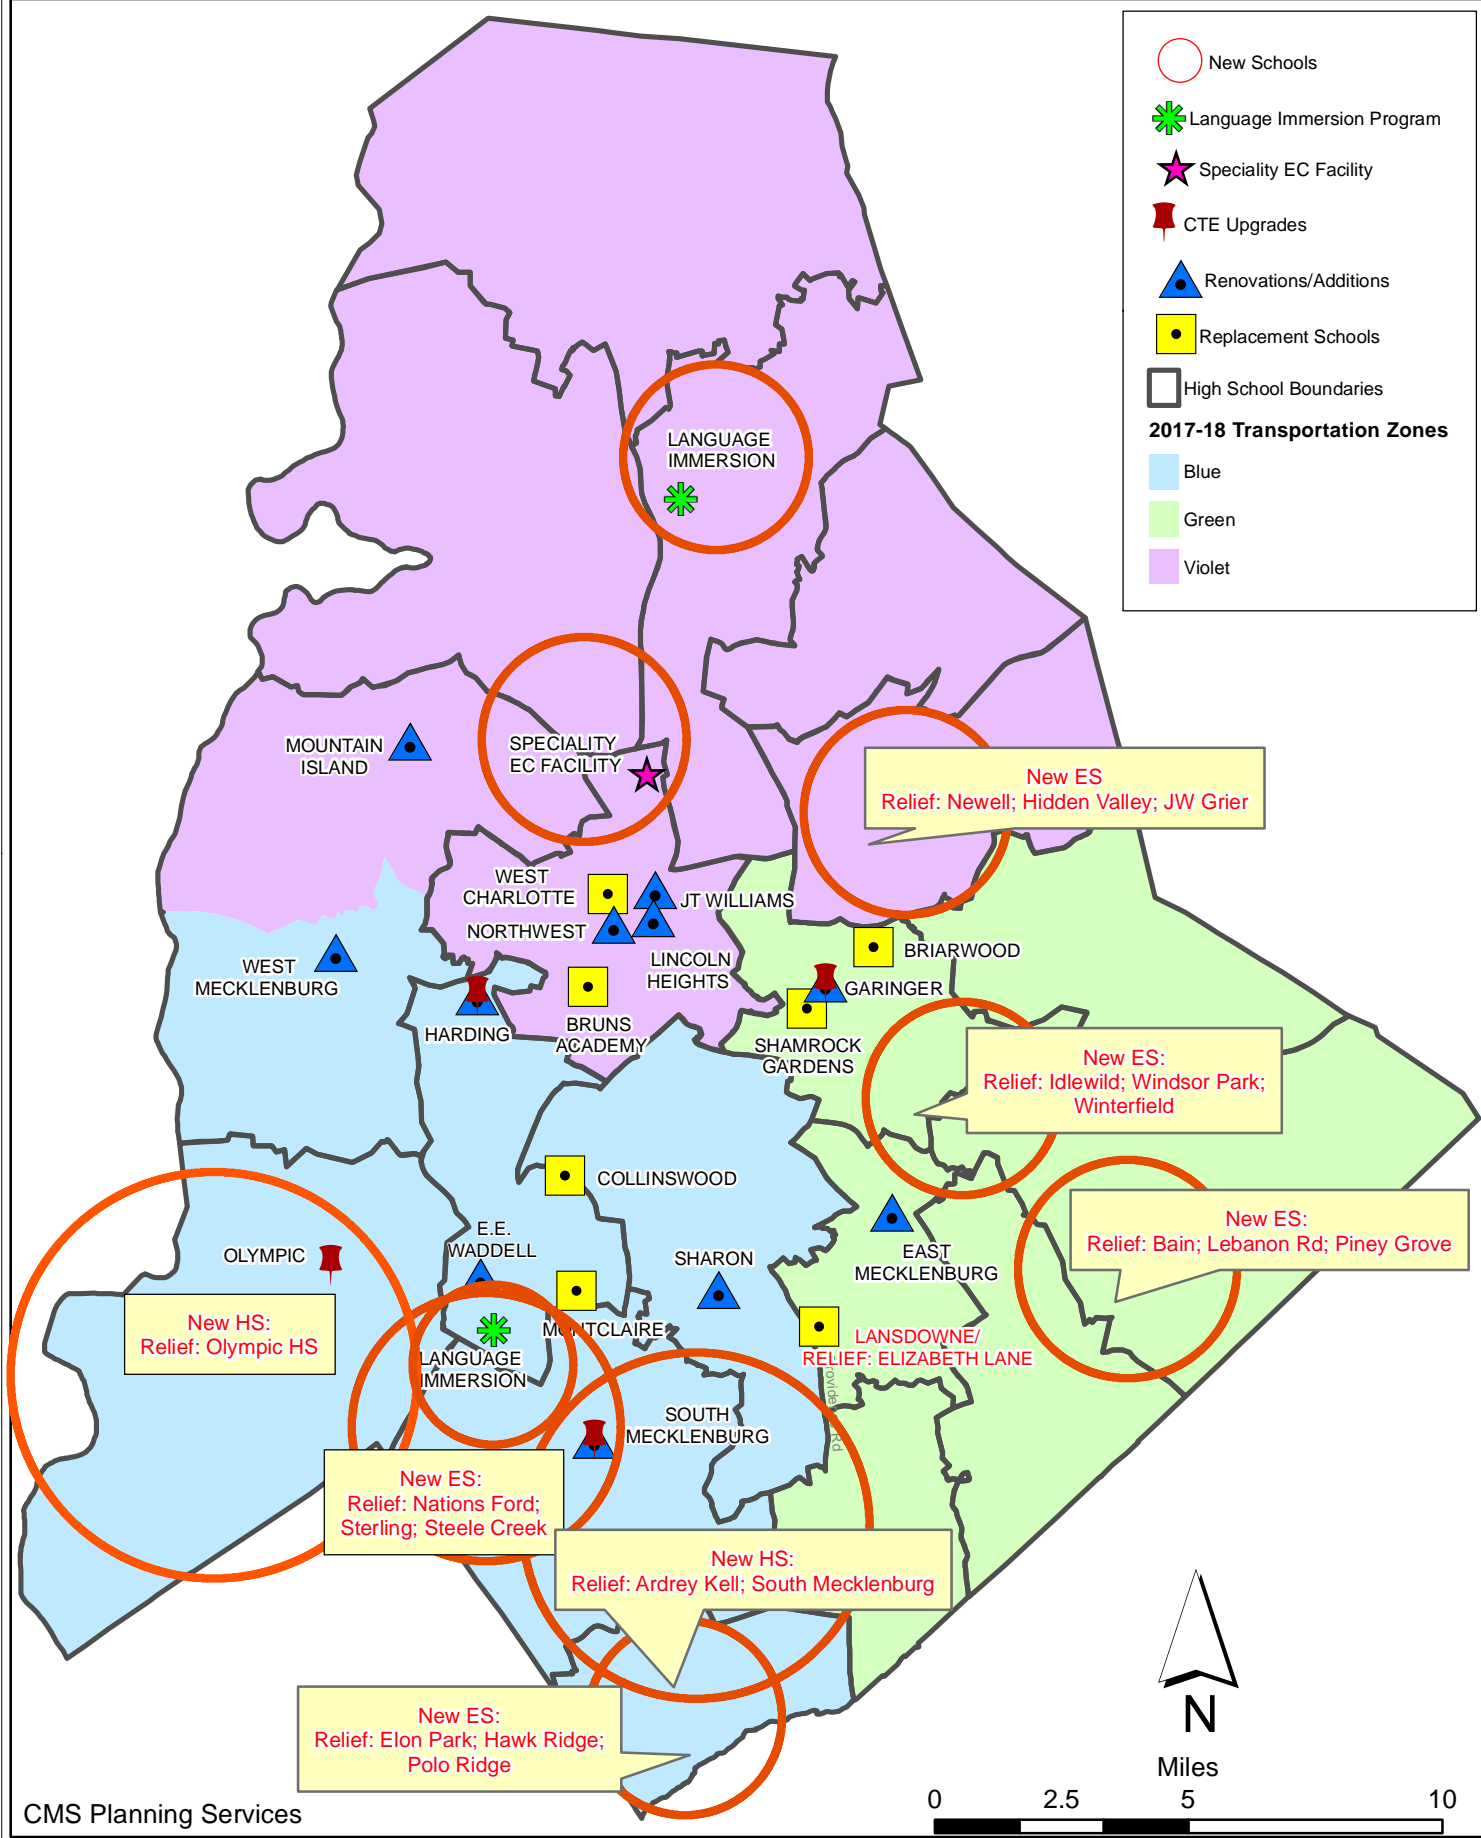 New Schools
Language Immersion Program
Speciality EC Facility
CTE Upgrades
Renovations/Additions
Replacement Schools
High School Boundaries
2017-18 Transportation Zones
Blue
Green
Violet
LANGUAGE
IMMERSION
MOUNTAIN
ISLAND
SPECIALITY
EC FACILITY
New ES
Relief: Newell; Hidden Valley; JW Grier
WEST
CHARLOTTE
JT WILLIAMS
NORTHWEST
LINCOLN
HEIGHTS
WEST
MECKLENBURG
BRIARWOOD
GARINGER
HARDING
BRUNS
ACADEMY
SHAMROCK
GARDENS
New ES:
Relief: Idlewild; Windsor Park;
Winterfield
COLLINSWOOD
E.E.
WADDELL
OLYMPIC
SHARON
EAST
MECKLENBURG
New ES:
Relief: Bain; Lebanon Rd; Piney Grove
New HS:
Relief: Olympic HS
MONTCLAIRE
LANSDOWNE/
RELIEF: ELIZABETH LANE
LANGUAGE
IMMERSION
SOUTH
MECKLENBURG
New ES:
Relief: Nations Ford;
Sterling; Steele Creek
New HS:
Relief: Ardrey Kell; South Mecklenburg
New ES:
Relief: Elon Park; Hawk Ridge;
Polo Ridge
N
Miles
0 2.5 5 10
CMS Planning Services